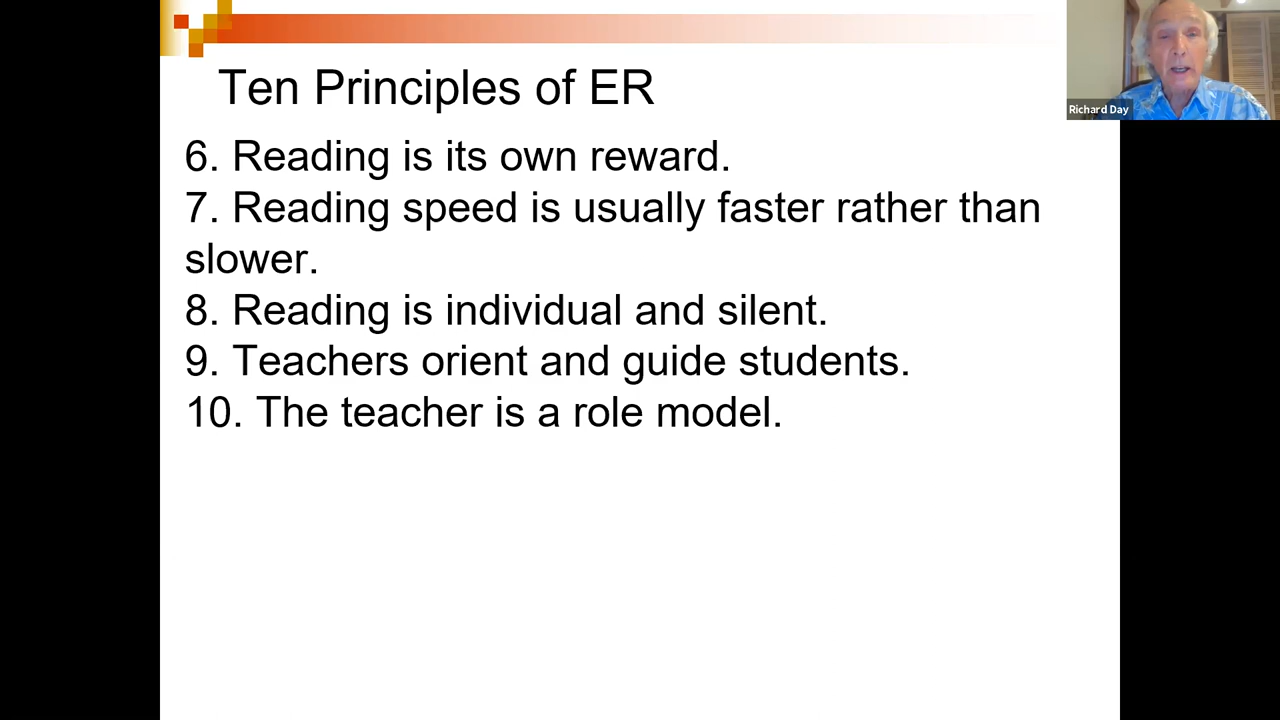 Ten Principles of ER
6. Reading is its own reward.
7. Reading speed is usually faster rather than
slower.
8. Reading is individual and silent.
9. Teachers orient and guide students.
10. The teacher is a role model.
Richard Day